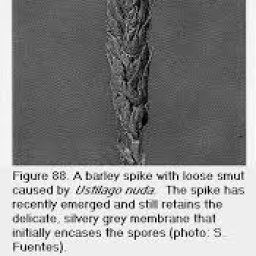 Figure 88. A barley spike with loose smut
caused by Ustilago nuda. The spike has
recently emerged and still retains the
delicate, silvery grey membrane that
initially encases the spores (photo: S.
Fuentes).